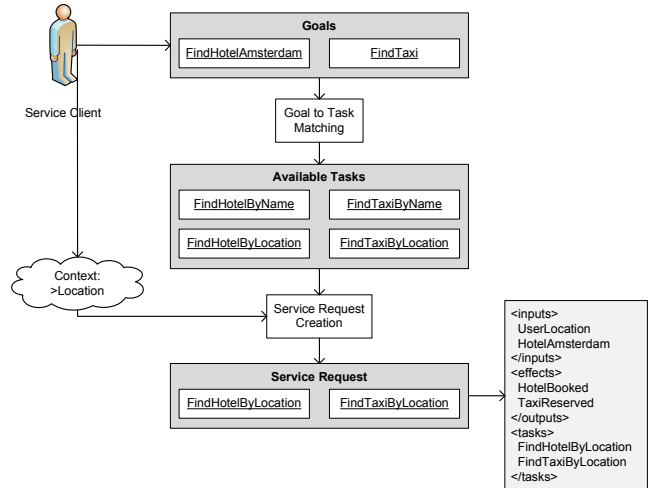 Goals
FindHotelAmsterdam
FindTaxi
Service Client
Goal to Task
Matching
Available Tasks
FindHotelByName
FindTaxiByName
FindHotelByLocation
FindTaxiByLocation
Context:
>Location
Service Request
Creation
Service Request
FindHotelByLocation
FindTaxiByLocation
<inputs>
UserLocation
HotelAmsterdam
</inputs>
<effects>
HotelBooked
TaxiReserved
</outputs>
<tasks>
FindHotelByLocation
FindTaxiByLocation
</tasks>